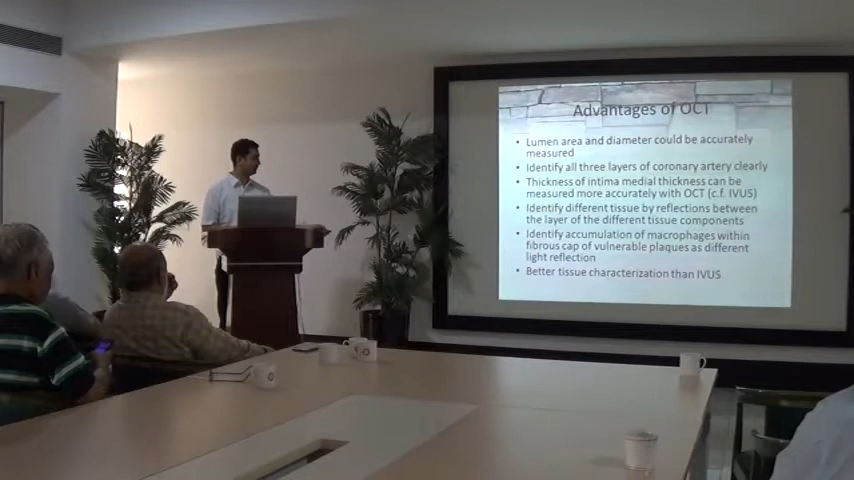 Advantages of OCT
• Lumen area and diameter could be accurately
measured
• Identify all three layers of coronary artery clearly
• Thickness of intima medial thickness can be
measured more accurately with OCT (c.f. IVUS)
• Identify different tissue by reflections between
the layer of the different tissue components
• Identify accumulation of macrophages within
fibrous cap of vulnerable plaques as different
light reflection
• Better tissue characterization than IVUS